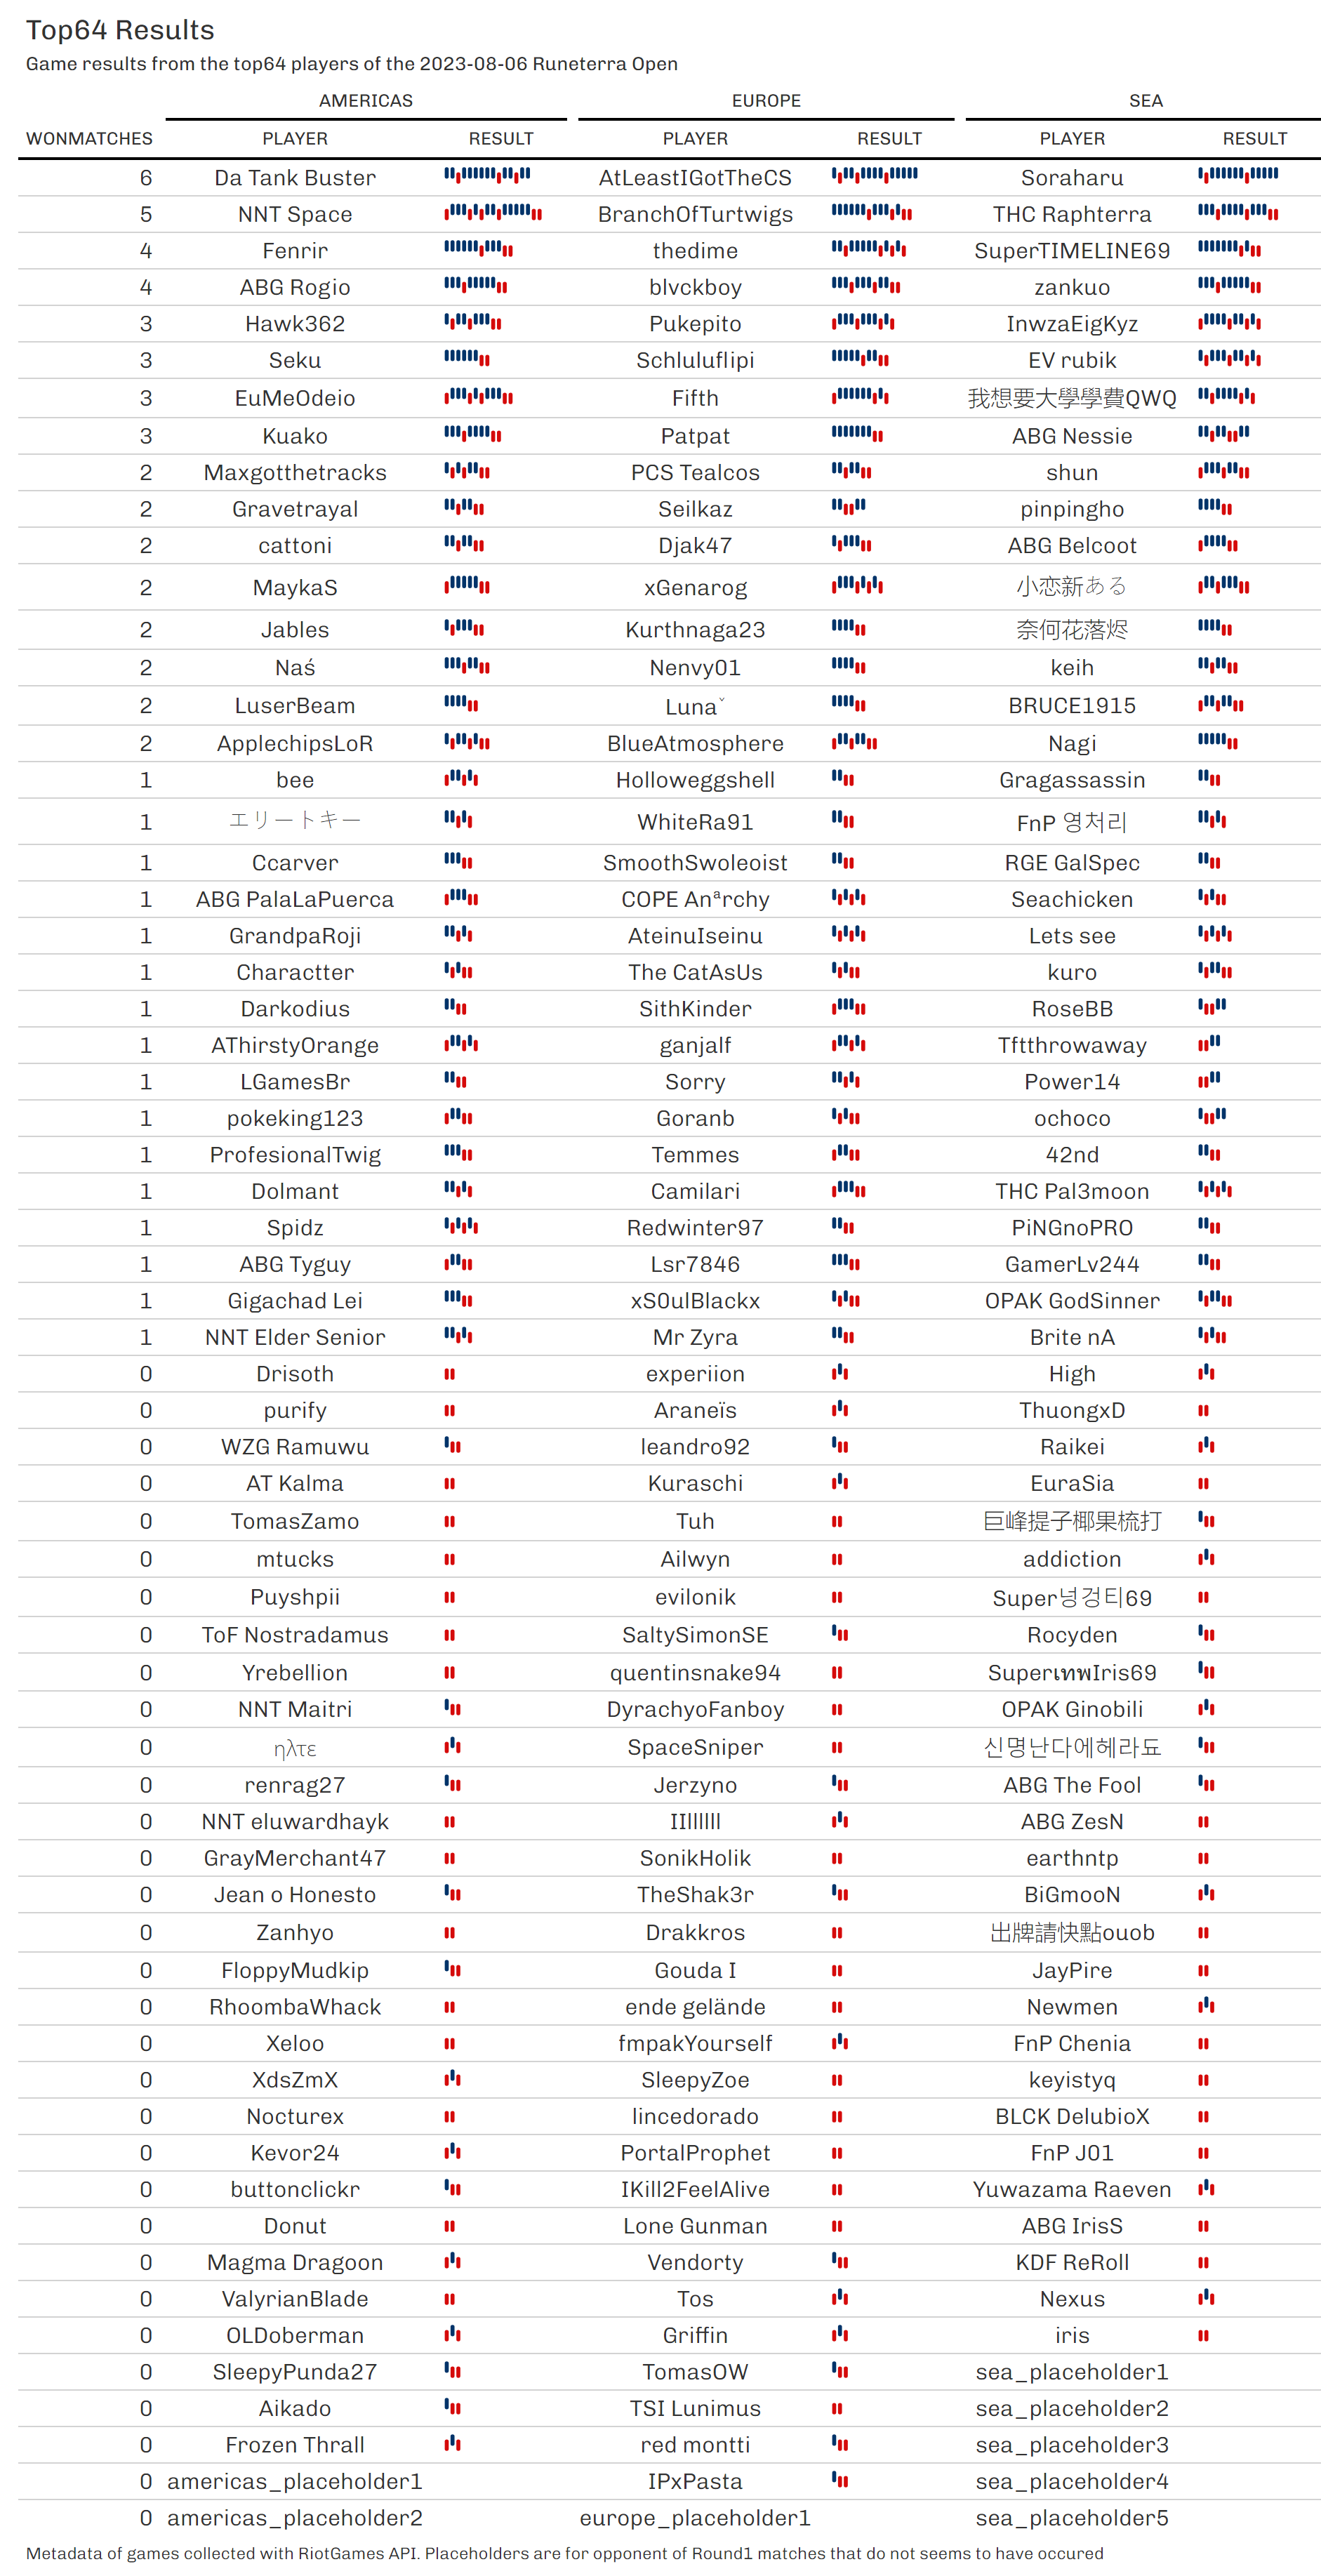 Top64 Results
Game results from the top64 players of the 2023-08-06 Runeterra Open
AMERICAS EUROPE SEA
WONMATCHES PLAYER RESULT PLAYER RESULT PLAYER RESULT
6 Da Tank Buster AtLeastIGotTheCS Soraharu
5 NNT Space BranchOfTurtwigs THC Raphterra
4 Fenrir thedime SuperTIMELINE69
4 ABG Rogio blvckboy zankuo
3 Hawk362 Pukepito InwzaEigKyz
3 Seku Schluluflipi EV rubik
3 EuMeOdeio Fifth 我想要大學學費QWQ
3 Kuako Patpat ABG Nessie
2 Maxgotthetracks PCS Tealcos shun
2 Gravetrayal Seilkaz pinpingho
2 cattoni Djak47 ABG Belcoot
2 MaykaS xGenarog 小恋新ある
2 Jables Kurthnaga23 奈何花落烬
2 Naś Nenvy01 keih
2 LuserBeam Lunaˇ BRUCE1915
2 ApplechipsLoR BlueAtmosphere Nagi
1 bee Holloweggshell Gragassassin
1 エリートキー WhiteRa91 FnP 영처리
1 Ccarver SmoothSwoleoist RGE GalSpec
1 ABG PalaLaPuerca COPE Anªrchy Seachicken
1 GrandpaRoji AteinuIseinu Lets see
1 Charactter The CatAsUs kuro
1 Darkodius SithKinder RoseBB
1 AThirstyOrange ganjalf Tftthrowaway
1 LGamesBr Sorry Power14
1 pokeking123 Goranb ochoco
1 ProfesionalTwig Temmes 42nd
1 Dolmant Camilari THC Pal3moon
1 Spidz Redwinter97 PiNGnoPRO
1 ABG Tyguy Lsr7846 GamerLv244
1 Gigachad Lei xS0ulBlackx OPAK GodSinner
1 NNT Elder Senior Mr Zyra Brite nA
0 Drisoth experiion High
0 purify Araneïs ThuongxD
0 WZG Ramuwu leandro92 Raikei
0 AT Kalma Kuraschi EuraSia
0 TomasZamo Tuh 巨峰提子椰果梳打
0 mtucks Ailwyn addiction
0 Puyshpii evilonik Super넝겅티69
0 ToF Nostradamus SaltySimonSE Rocyden
0 Yrebellion quentinsnake94 SuperเทพIris69
0 NNT Maitri DyrachyoFanboy OPAK Ginobili
0 ηλτε SpaceSniper 신명난다에헤라됴
0 renrag27 Jerzyno ABG The Fool
0 NNT eluwardhayk IIllllll ABG ZesN
0 GrayMerchant47 SonikHolik earthntp
0 Jean o Honesto TheShak3r BiGmooN
0 Zanhyo Drakkros 出牌請快點ouob
0 FloppyMudkip Gouda I JayPire
0 RhoombaWhack ende gelände Newmen
0 Xeloo fmpakYourself FnP Chenia
0 XdsZmX SleepyZoe keyistyq
0 Nocturex lincedorado BLCK DelubioX
0 Kevor24 PortalProphet FnP J01
0 buttonclickr IKill2FeelAlive Yuwazama Raeven
0 Donut Lone Gunman ABG IrisS
0 Magma Dragoon Vendorty KDF ReRoll
0 ValyrianBlade Tos Nexus
0 OLDoberman Griffin iris
0 SleepyPunda27 TomasOW sea_placeholder1
0 Aikado TSI Lunimus sea_placeholder2
0 Frozen Thrall red montti sea_placeholder3
0 americas_placeholder1 IPxPasta sea_placeholder4
0 americas_placeholder2 europe_placeholder1 sea_placeholder5
Metadata of games collected with RiotGames API. Placeholders are for opponent of Round1 matches that do not seems to have occured